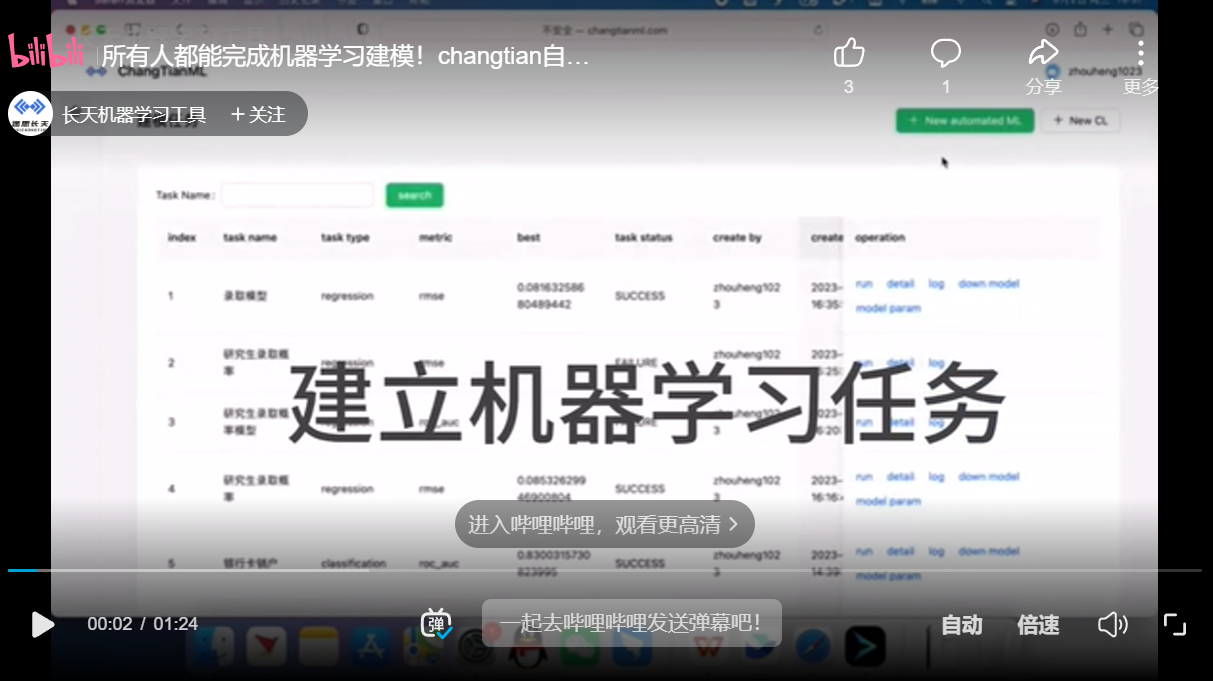 不安全 — changtianml.com
bilibili
所有人都能完成机器学习建模！changtian自…
ChangTianML
zhouheng1023
3
1
分享
更多
长天机器学习工具
+ 关注
建模任务
+ New automated ML
+ New CL
Task Name:
search
index task name task type metric best task status create by create operation
1 录取模型 regression rmse 0.081632586 SUCCESS zhouheng102 2023- run detail log down model
80489442 3 16:35: model param
2 研究生录取概 regression rmse FAILURE zhouheng102 2023- run detail log
率
建立机器学习任务
3 研究生录取概 zhouheng102 run detail log
率模型 3
4 研究生录取概 regression rmse 0.085326299 SUCCESS zhouheng102 2023- run detail log down model
率 46900804 3 16:16: model param
进入哔哩哔哩，观看更高清 >
5 银行卡销户 classification roc_auc 0.8300315730 SUCCESS zhouheng102 2023- run detail log down model
823995 3 14:39: model param
00:02 / 01:24
弹
一起去哔哩哔哩发送弹幕吧！
自动
倍速